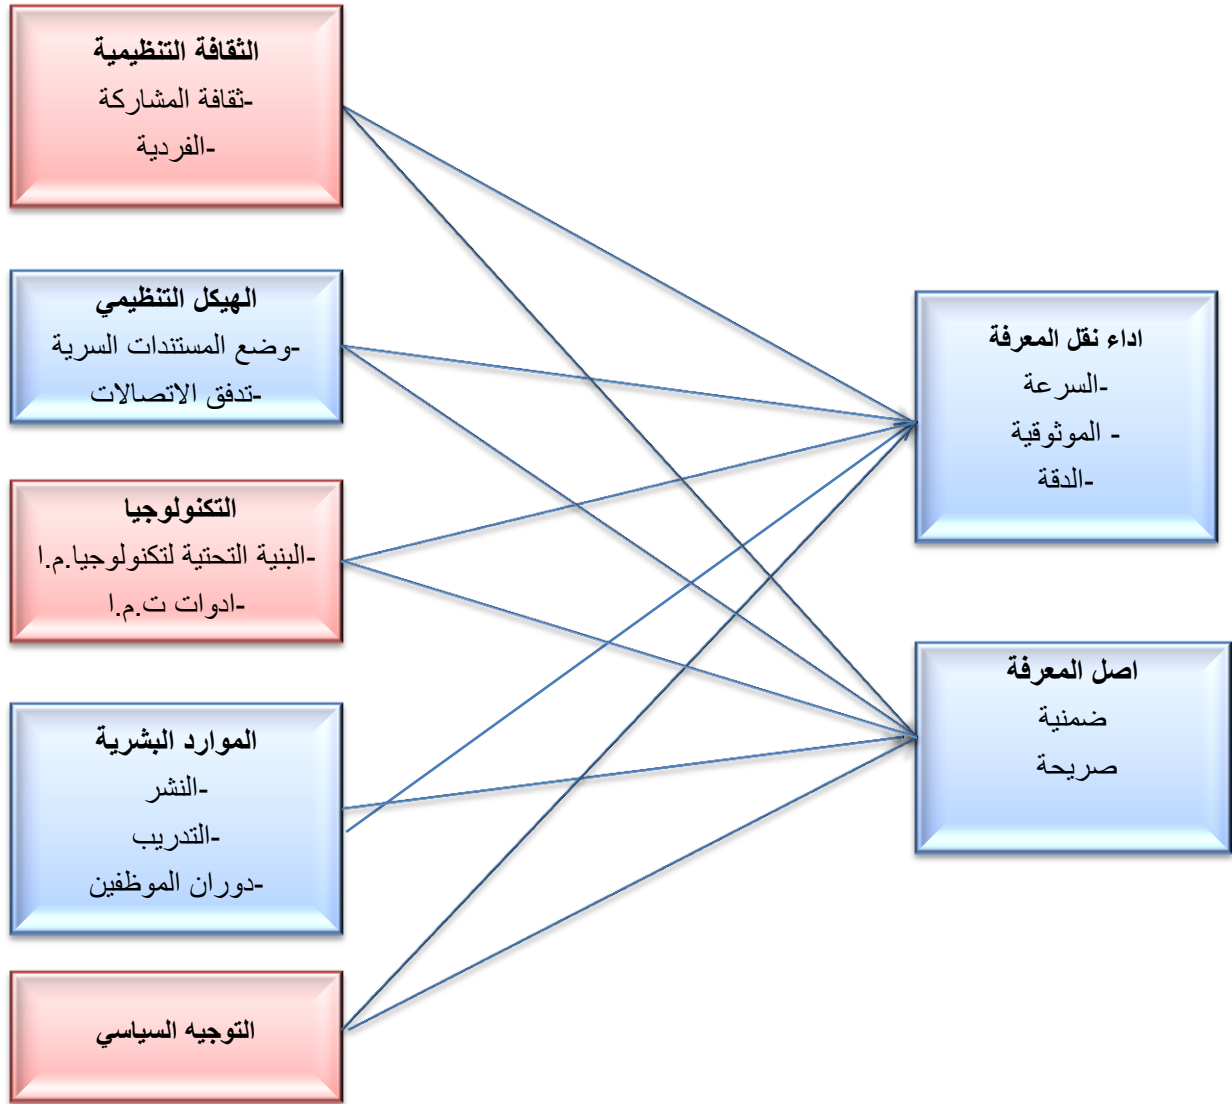 الثقافة التنظيمية
-ثقافة المشاركة
-الفردية
الهيكل التنظيمي
-وضع المستندات السرية
-تدفق الاتصالات
التكنولوجيا
-البنية التحتية لتكنولوجيا.م.ا
-ادوات ت.م.ا
الموارد البشرية
-النشر
-التدريب
-دوران الموظفين
التوجيه السياسي
اداء نقل المعرفة
-السرعة
- الموثوقية
-الدقة
اصل المعرفة
ضمنية
صريحة